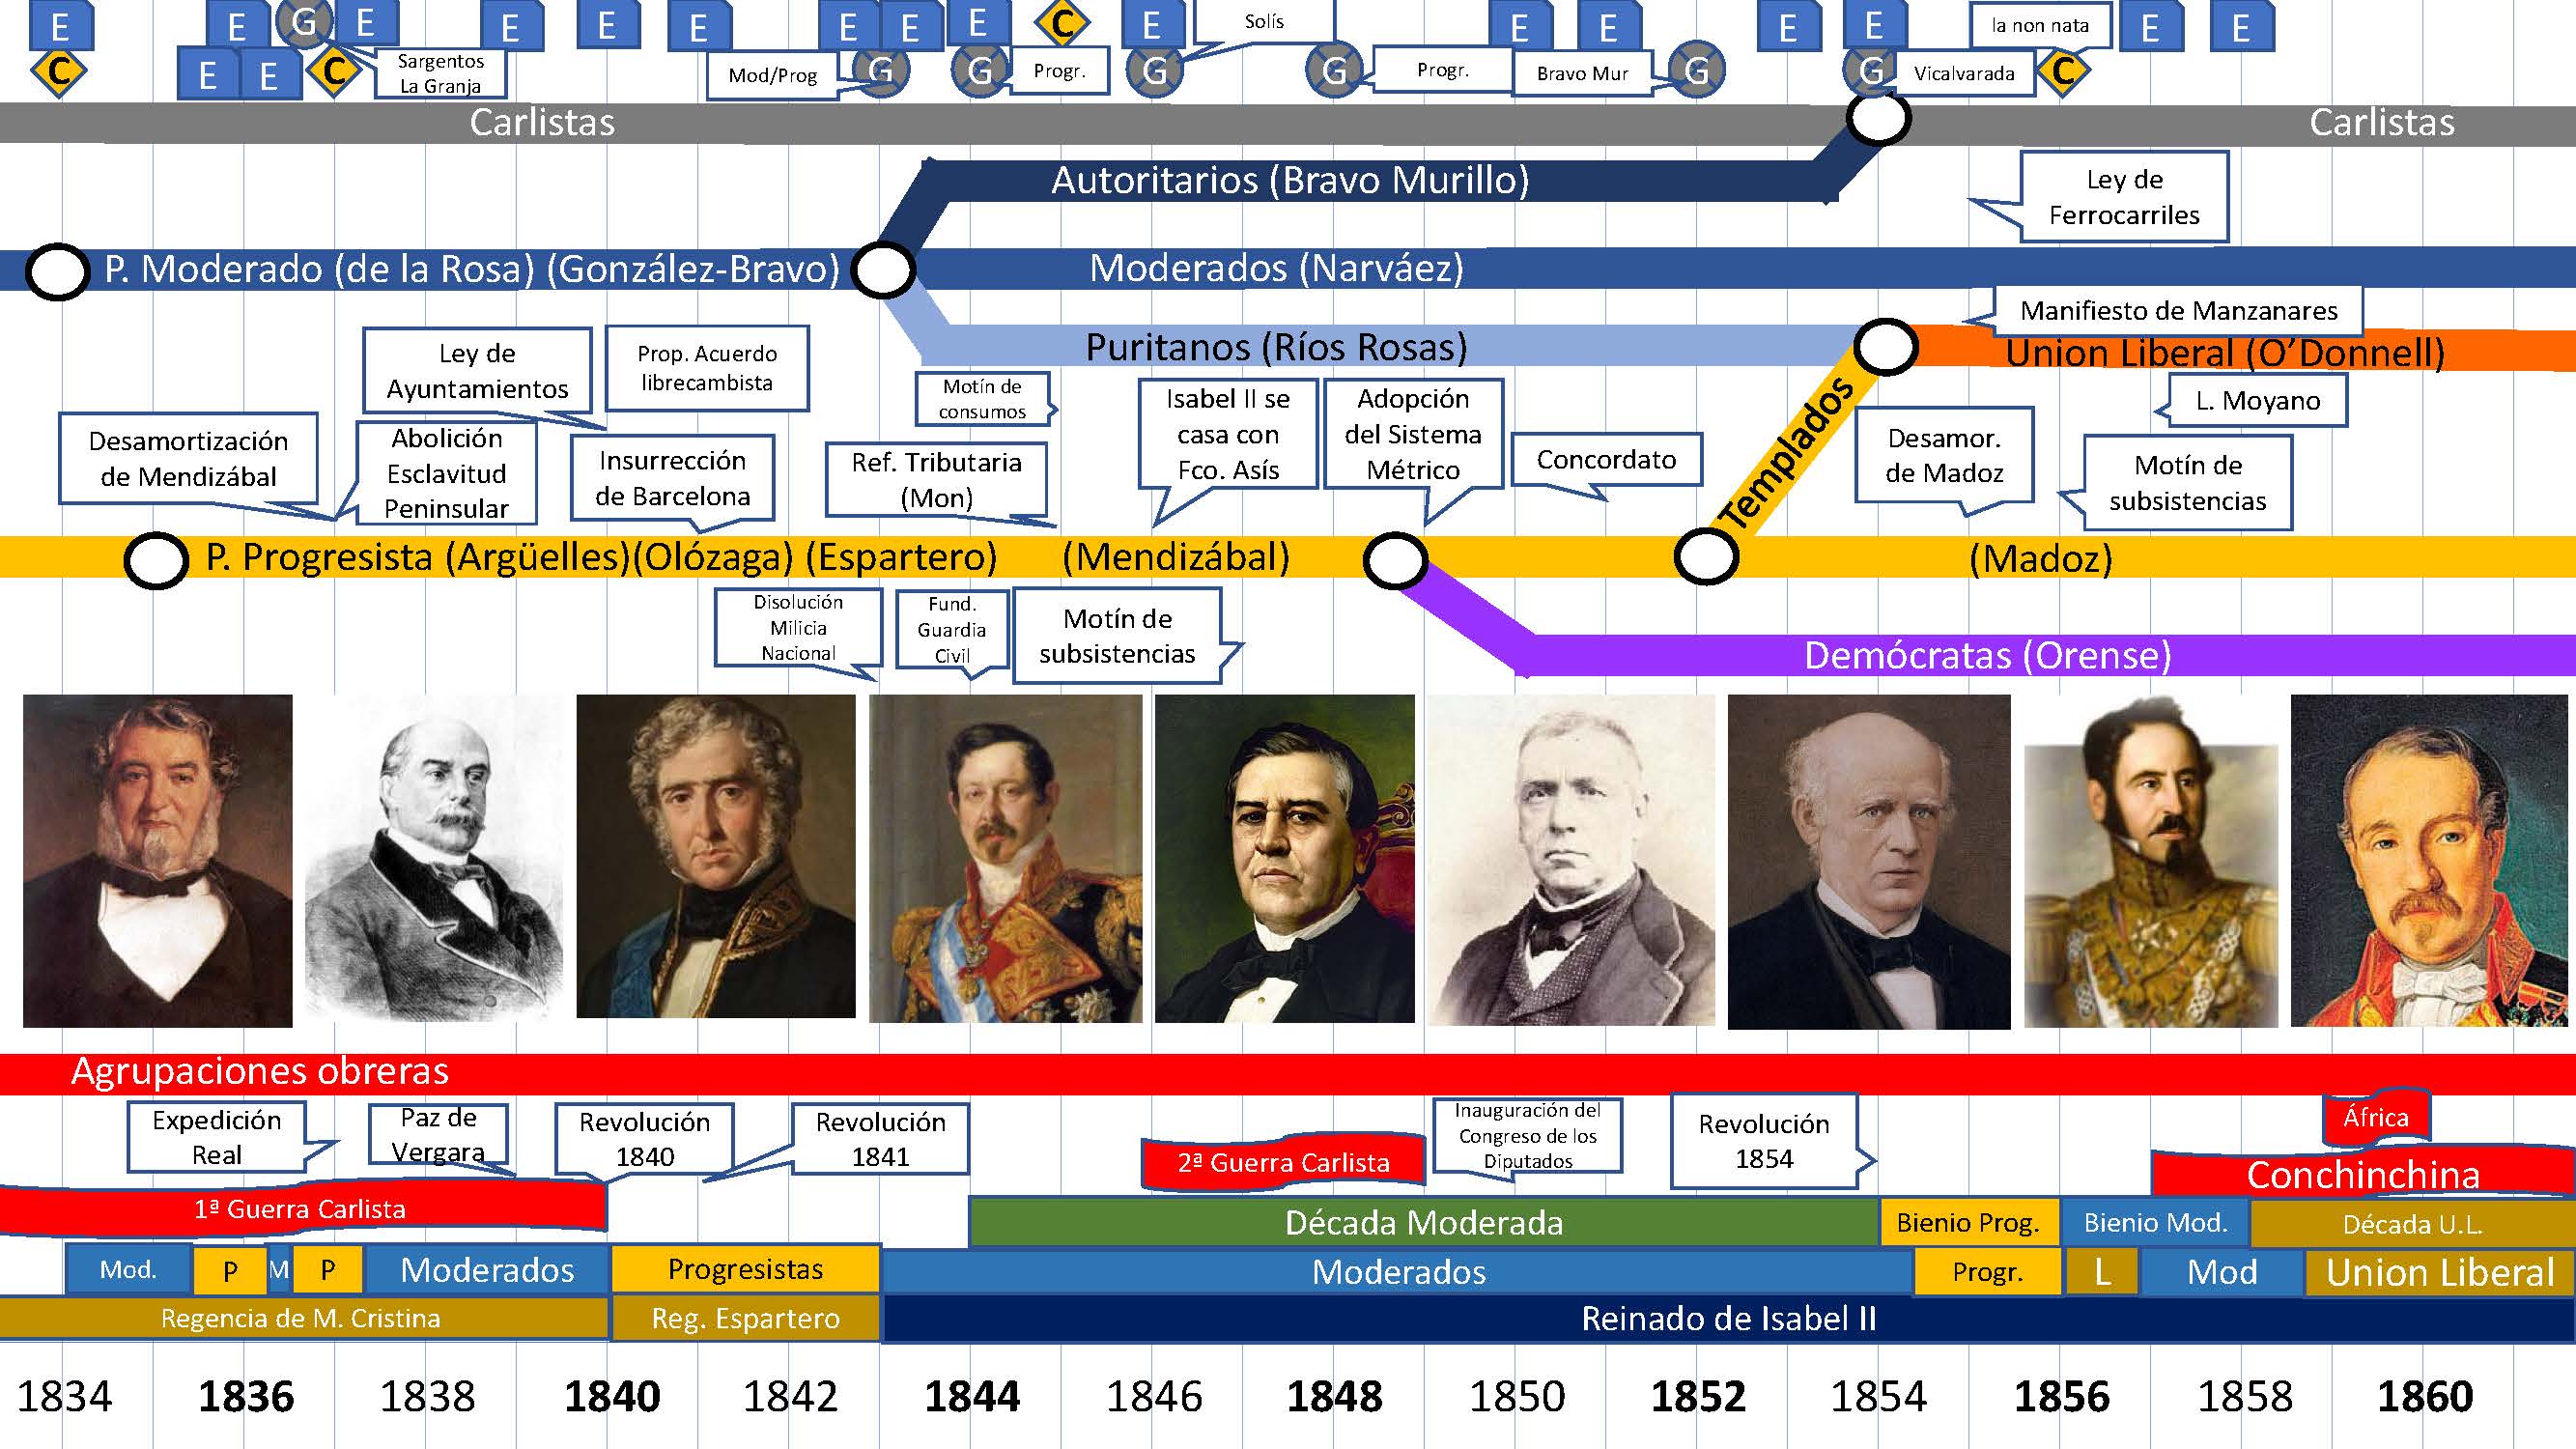 E
E
G
E
E
E
E
E
E
E
C
E
Solís
E
E
E
E
la non nata
E
E
C
E
E
C
Sargentos
La Granja
Mod/Prog
G
G
Progr.
G
G
Progr.
Bravo Mur
G
G
Vicalvarada
C
Carlistas
Carlistas
Autoritarios (Bravo Murillo)
Ley de
Ferrocarriles
P. Moderado (de la Rosa) (González-Bravo)
Moderados (Narváez)
Manifiesto de Manzanares
Puritanos (Ríos Rosas)
Union Liberal (O’Donnell)
Ley de
Ayuntamientos
Prop. Acuerdo
librecambista
Motín de
consumos
Isabel II se
casa con
Fco. Asís
Adopción
del Sistema
Métrico
Templados
L. Moyano
Desamortización
de Mendizábal
Abolición
Esclavitud
Peninsular
Insurrección
de Barcelona
Ref. Tributaria
(Mon)
Concordato
Desamor.
de Madoz
Motín de
subsistencias
P. Progresista (Argüelles)(Olózaga) (Espartero)
(Mendizábal)
(Madoz)
Disolución
Milicia
Nacional
Fund.
Guardia
Civil
Motín de
subsistencias
Demócratas (Orense)
Agrupaciones obreras
Expedición
Real
Paz de
Vergara
Revolución
1840
Revolución
1841
2ª Guerra Carlista
Inauguración del
Congreso de los
Diputados
Revolución
1854
África
Conchinchina
1ª Guerra Carlista
Década Moderada
Bienio Prog.
Bienio Mod.
Década U.L.
Mod.
P
M
P
Moderados
Progresistas
Moderados
Progr.
L
Mod
Union Liberal
Regencia de M. Cristina
Reg. Espartero
Reinado de Isabel II
1834
1836
1838
1840
1842
1844
1846
1848
1850
1852
1854
1856
1858
1860